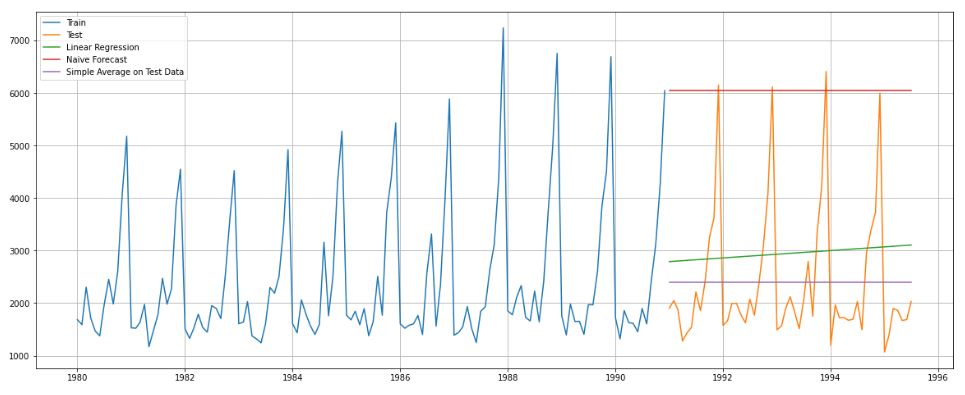 Train
Test
Linear Regression
Naive Forecast
Simple Average on Test Data
7000
6000
5000
4000
3000
2000
1000
1980 1982 1984 1986 1988 1990 1992 1994 1996